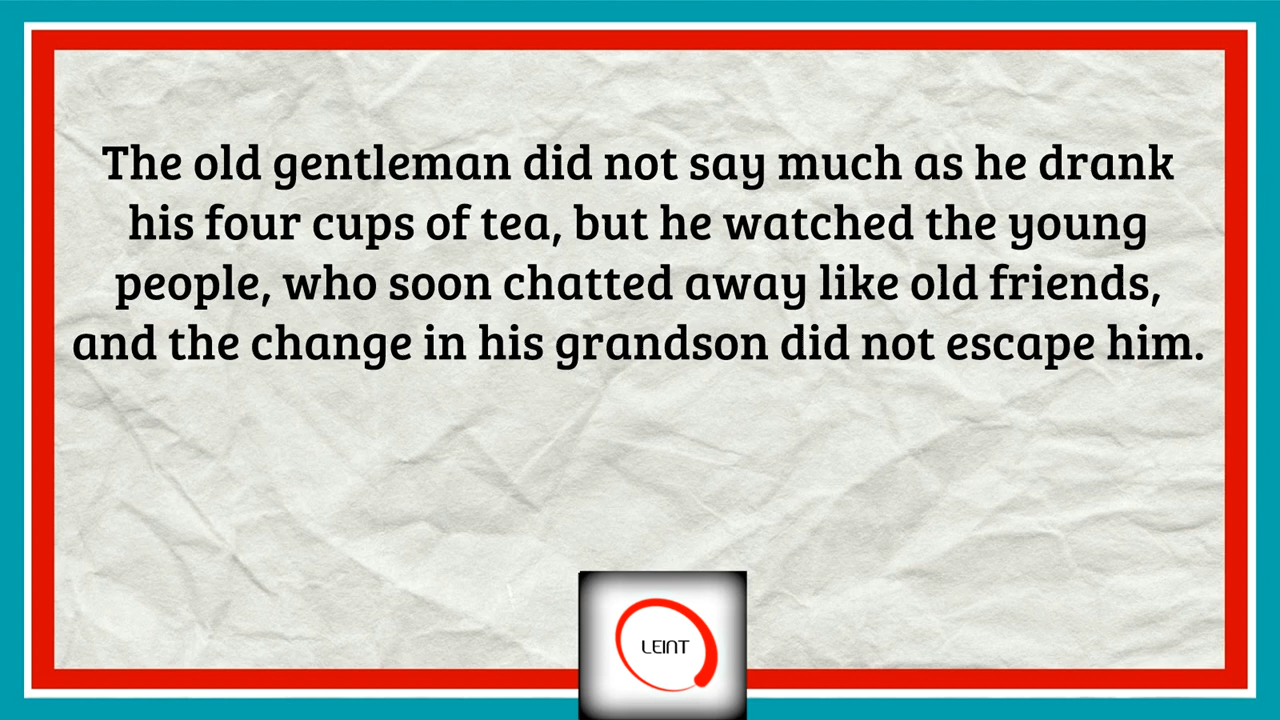 The old gentleman did not say much as he drank
his four cups of tea, but he watched the young
people, who soon chatted away like old friends,
and the change in his grandson did not escape him.
LEINT